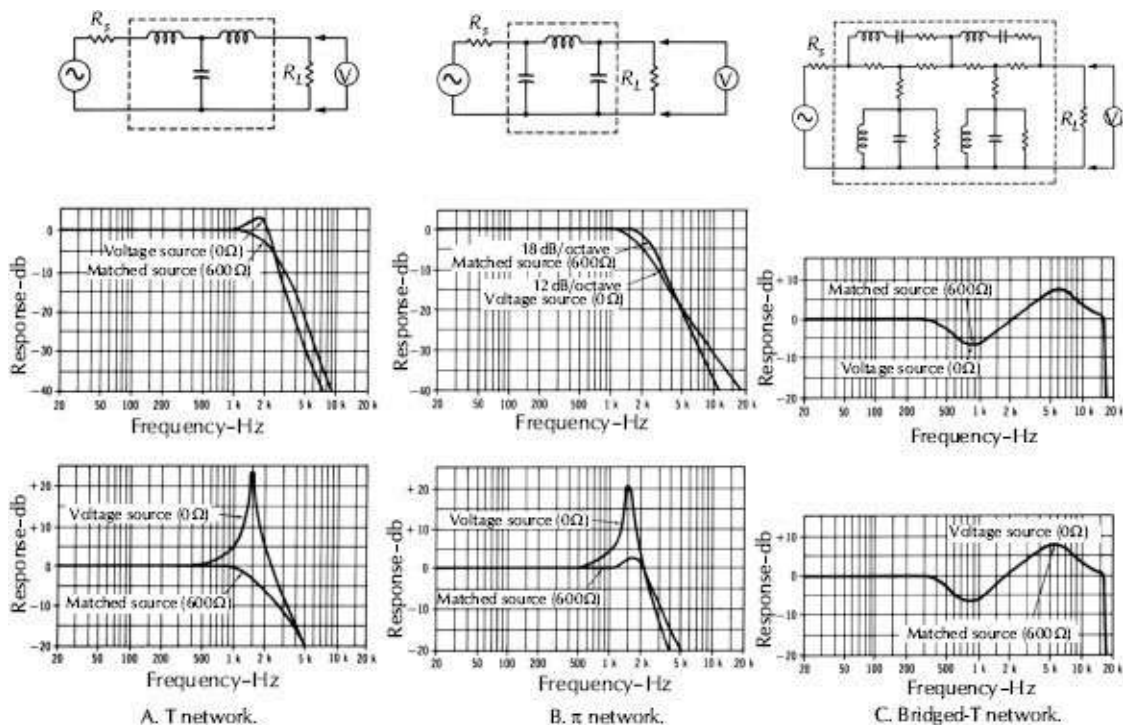 Rs
RL
V
Rs
RL
V
Rs
RL
V
Response–db
0
–10
–20
–30
–40
Voltage source (0Ω)
Matched source (600Ω)
20 50 100 200 500 1 k 2 k 5 k 10 k 20 k
Frequency–Hz
Response–db
0
–10
–20
–30
–40
18 dB/octave
Matched source (600Ω)
12 dB/octave
Voltage source (0Ω)
20 50 100 200 500 1 k 2 k 5 k 10 k 20 k
Frequency–Hz
Response–db
+10
0
–10
–20
Matched source (600Ω)
Voltage source (0Ω)
20 50 100 200 500 1 k 2 k 5 k 10 k 20 k
Frequency–Hz
Response–db
+20
+10
0
–10
–20
Voltage source (0Ω)
Matched source (600Ω)
20 50 100 200 500 1 k 2 k 5 k 10 k 20 k
Frequency–Hz
A. T network.
Response–db
+20
+10
0
–10
–20
Voltage source (0Ω)
Matched source (600Ω)
20 50 100 200 500 1 k 2 k 5 k 10 k 20 k
Frequency–Hz
B. π network.
Response–db
+10
0
–10
–20
Voltage source (0Ω)
Matched source (600Ω)
20 50 100 200 500 1 k 2 k 5 k 10 k 20 k
Frequency–Hz
C. Bridged-T network.